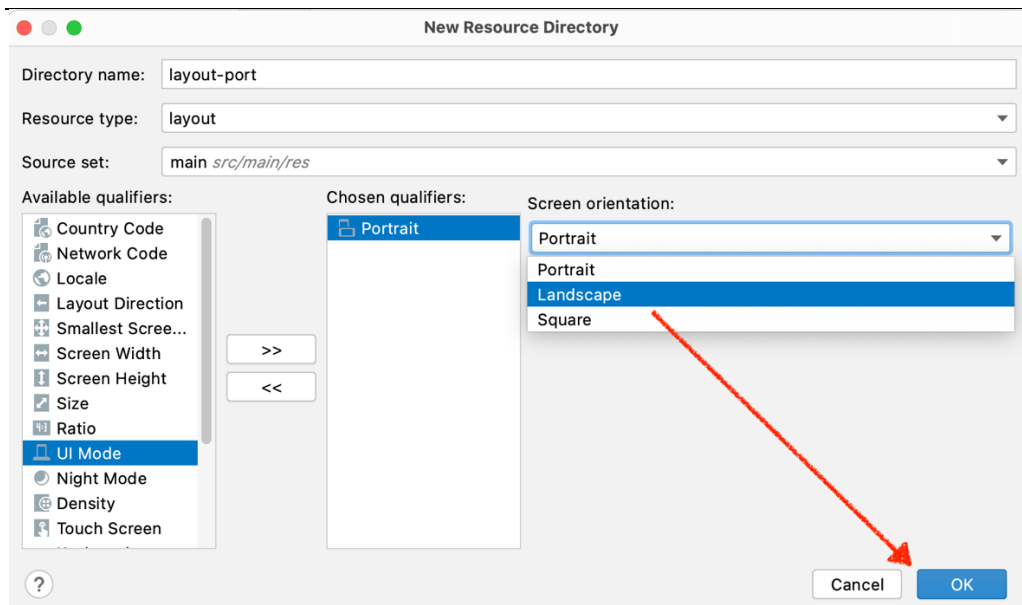 New Resource Directory
Directory name: layout-port
Resource type: layout
Source set: main src/main/res
Available qualifiers:
Country Code
Network Code
Locale
Layout Direction
Smallest Scree...
Screen Width
Screen Height
Size
Ratio
UI Mode
Night Mode
Density
Touch Screen
>>
<<
Chosen qualifiers:
Portrait
Screen orientation:
Portrait
Portrait
Landscape
Square
?
Cancel
OK